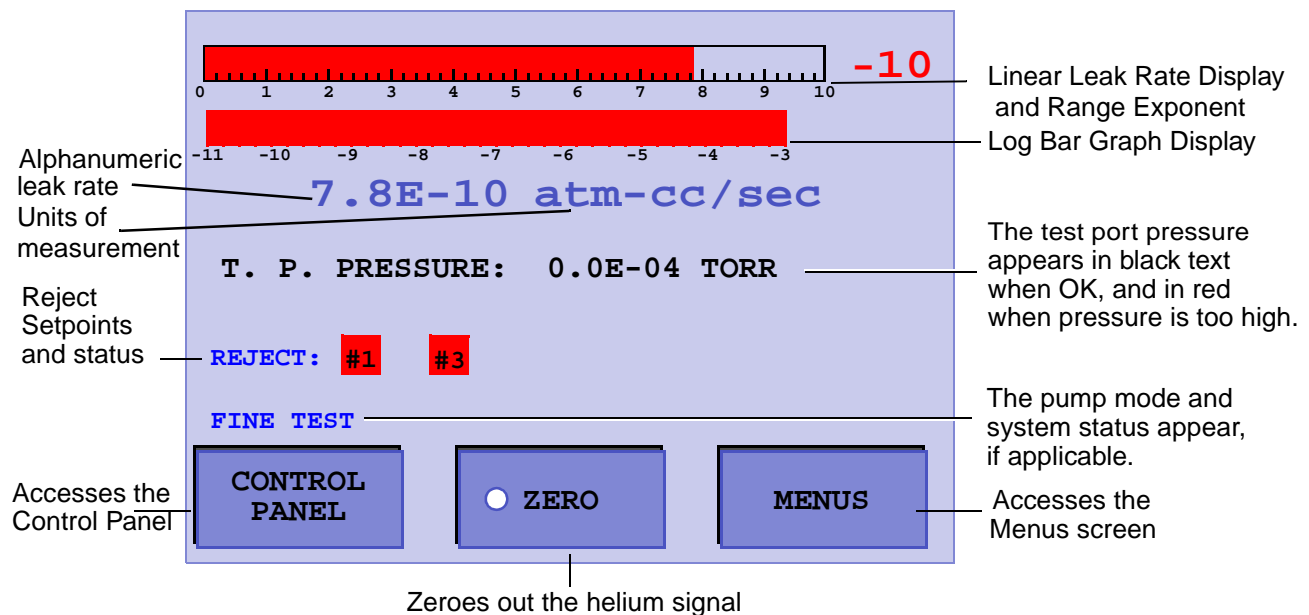 -10
0 1 2 3 4 5 6 7 8 9 10
Linear Leak Rate Display
and Range Exponent
-11 -10 -9 -8 -7 -6 -5 -4 -3
Log Bar Graph Display
Alphanumeric
leak rate
7.8E-10 atm-cc/sec
Units of
measurement
T. P. PRESSURE: 0.0E-04 TORR
The test port pressure
appears in black text
when OK, and in red
when pressure is too high.
Reject
Setpoints
and status
REJECT: #1 #3
FINE TEST
The pump mode and
system status appear,
if applicable.
CONTROL
PANEL
ZERO
MENUS
Accesses the
Control Panel
Accesses the
Menus screen
Zeroes out the helium signal